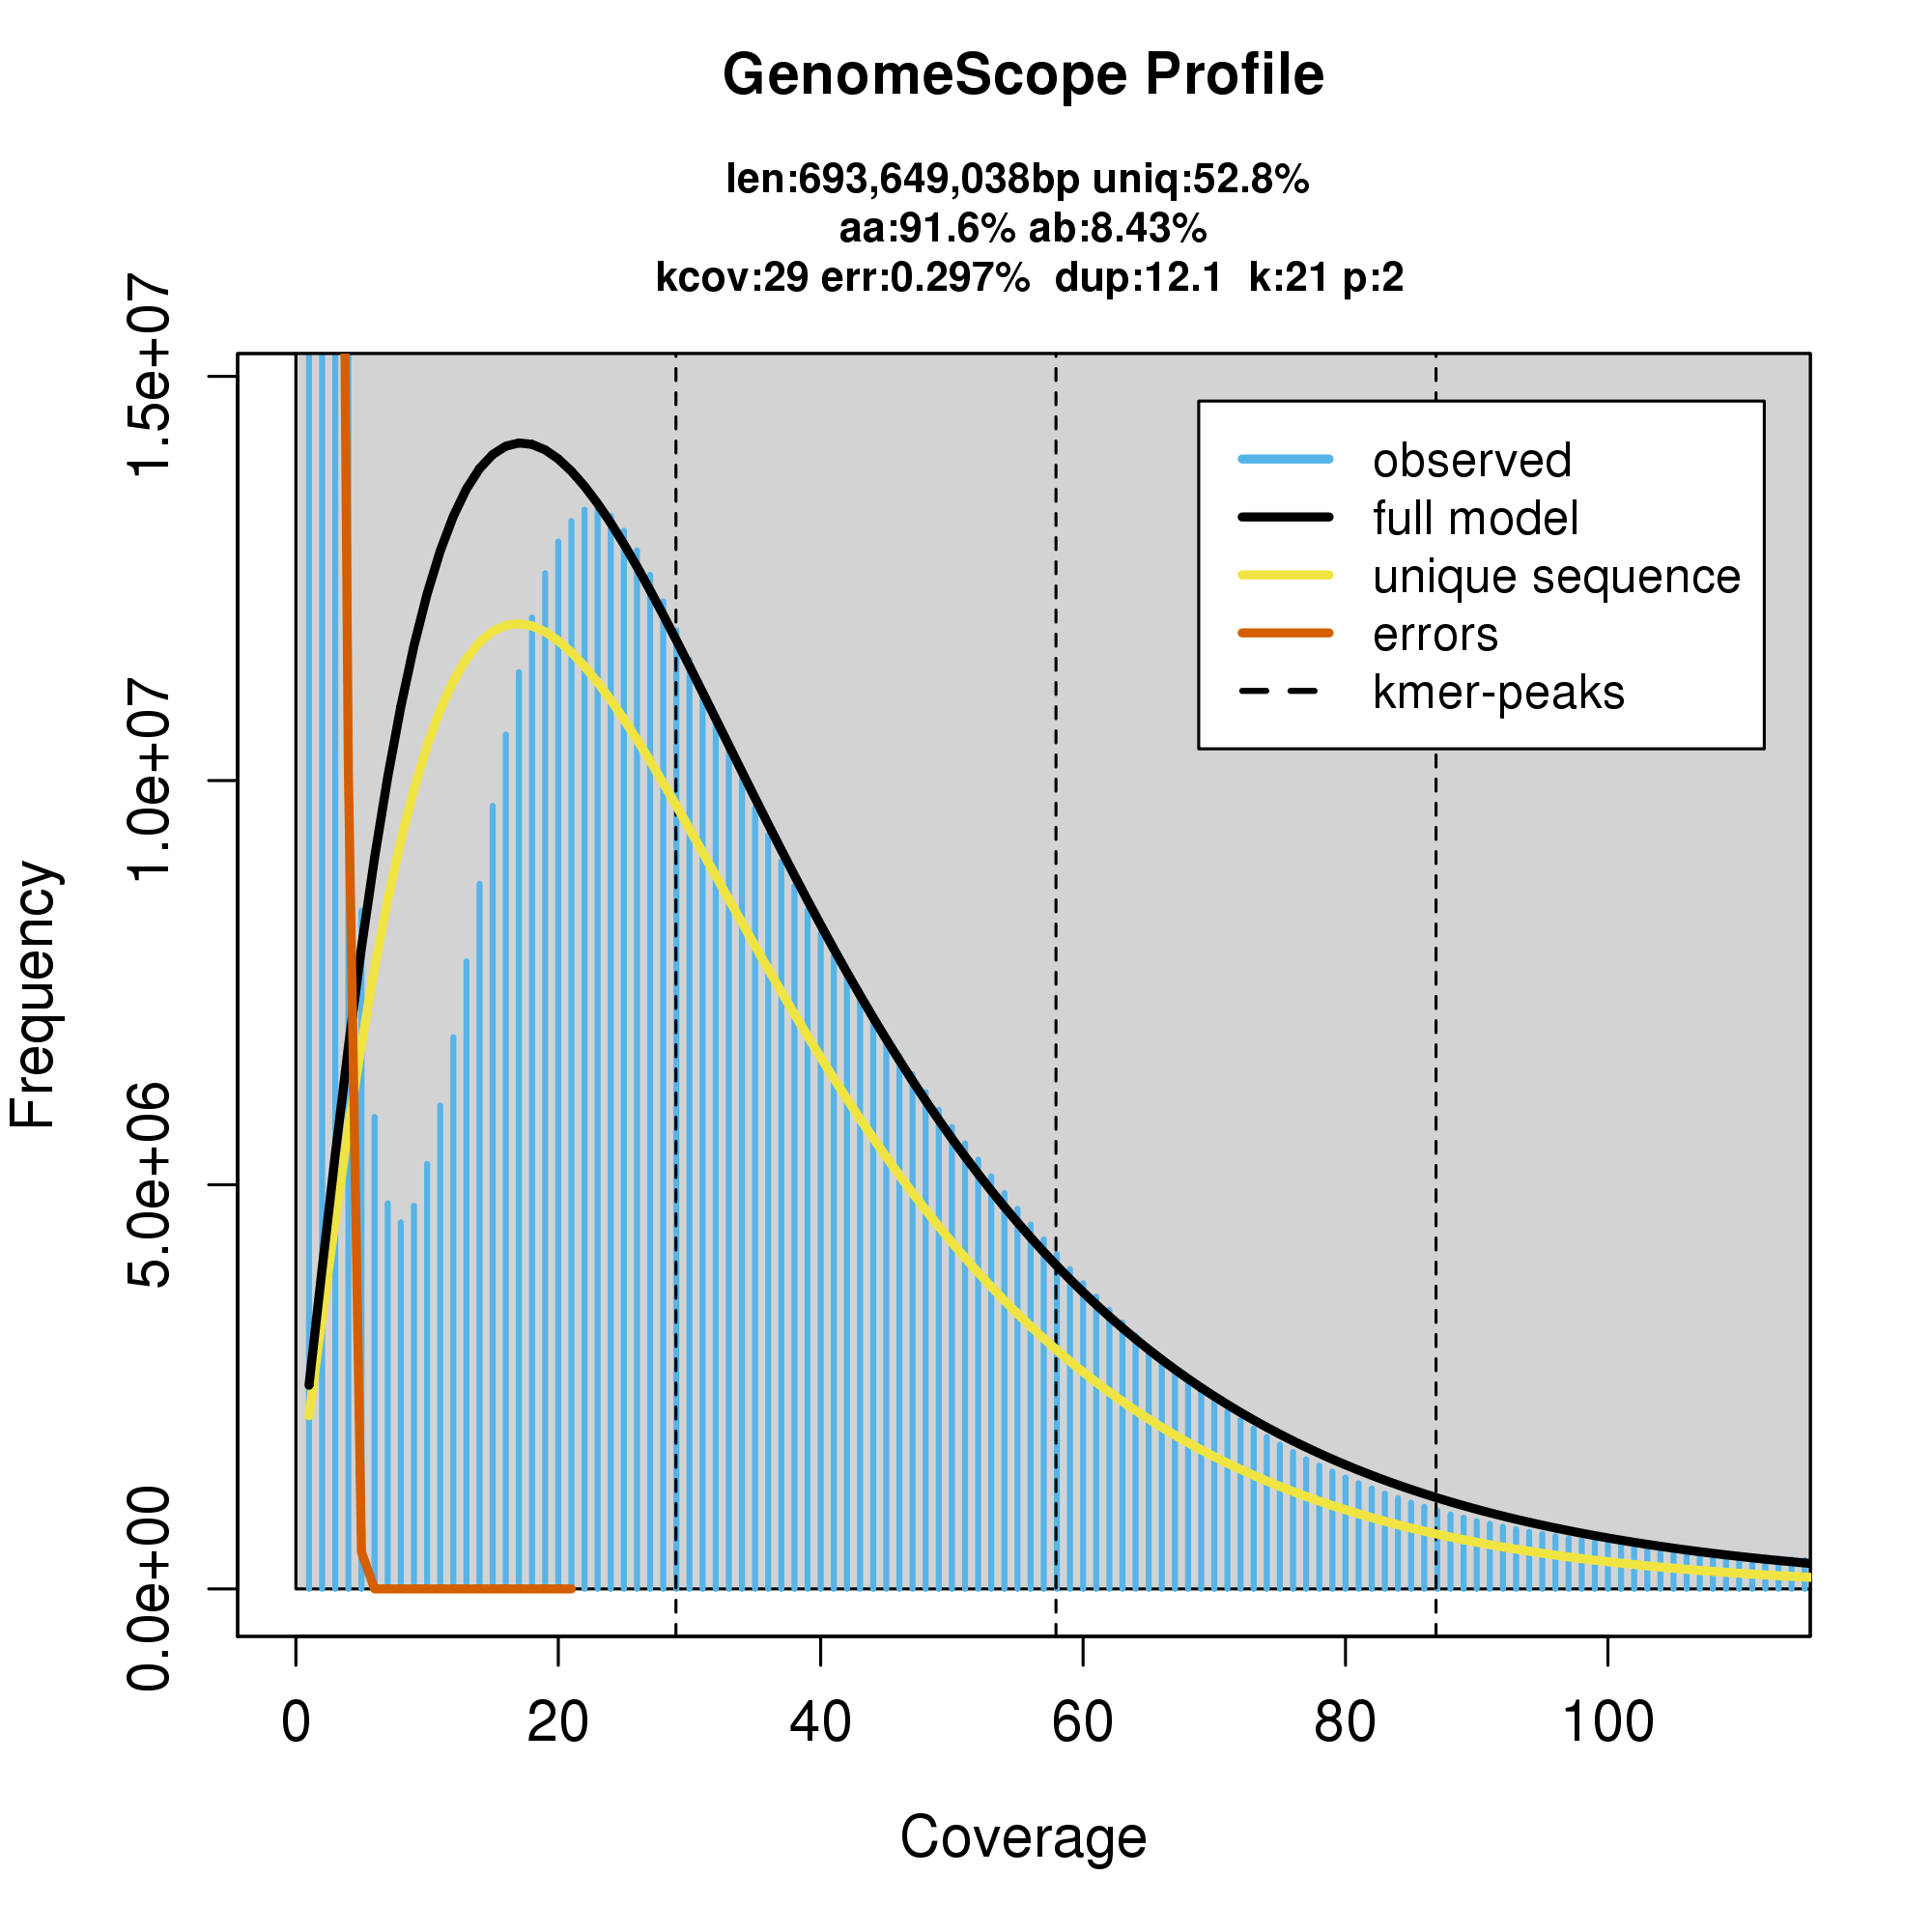 GenomeScope Profile
len:693,649,038bp uniq:52.8%
aa:91.6% ab:8.43%
kcov:29 err:0.297% dup:12.1 k:21 p:2
observed
full model
unique sequence
errors
kmer-peaks
Frequency
1.5e+07
1.0e+07
5.0e+06
0.0e+00
0 20 40 60 80 100
Coverage